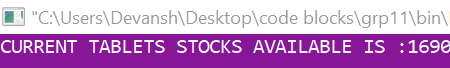 "C:\Users\Devansh\Desktop\code blocks\grp11\bin\
CURRENT TABLETS STOCKS AVAILABLE IS :1690